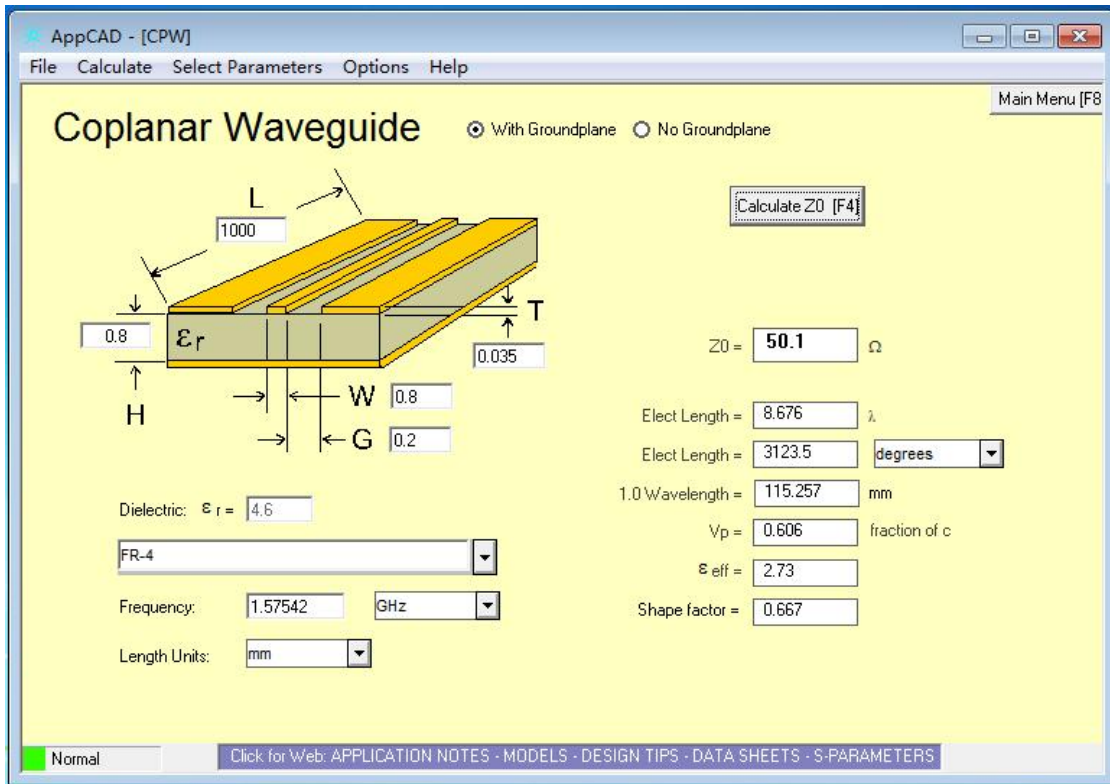 AppCAD - [CPW]
File Calculate Select Parameters Options Help
Main Menu [F8
Coplanar Waveguide With Groundplane No Groundplane
Calculate Z0 [F4]
L
1000
T
0.8
εr
0.035
Z0 = 50.1 Ω
H
W 0.8
G 0.2
Elect Length = 8.676 λ
Elect Length = 3123.5 degrees
1.0 Wavelength = 115.257 mm
Dielectric: ε r = 4.6
Vp = 0.606 fraction of c
FR-4
ε eff = 2.73
Frequency: 1.57542 GHz
Shape factor = 0.667
Length Units: mm
Normal
Click for Web: APPLICATION NOTES - MODELS - DESIGN TIPS - DATA SHEETS - S-PARAMETERS